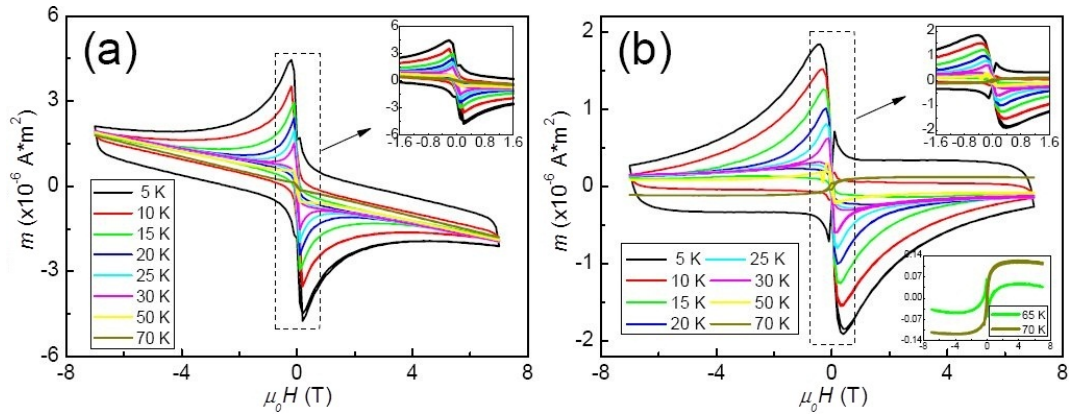 (a)
6
3
0
-3
-6
m (x10⁻⁶ A*m²)
-8 -4 0 4 8
μ₀H (T)
5 K
10 K
15 K
20 K
25 K
30 K
50 K
70 K
6
3
0
-3
-6
-1.6 -0.8 0.0 0.8 1.6
(b)
2
1
0
-1
-2
m (x10⁻⁶ A*m²)
-8 -4 0 4 8
μ₀H (T)
5 K 25 K
10 K 30 K
15 K 50 K
20 K 70 K
2
1
0
-1
-2
-1.6 -0.8 0.0 0.8 1.6
0.14
0.07
0.00
-0.07
-0.14
-8 -4 0 4 8
65 K
70 K